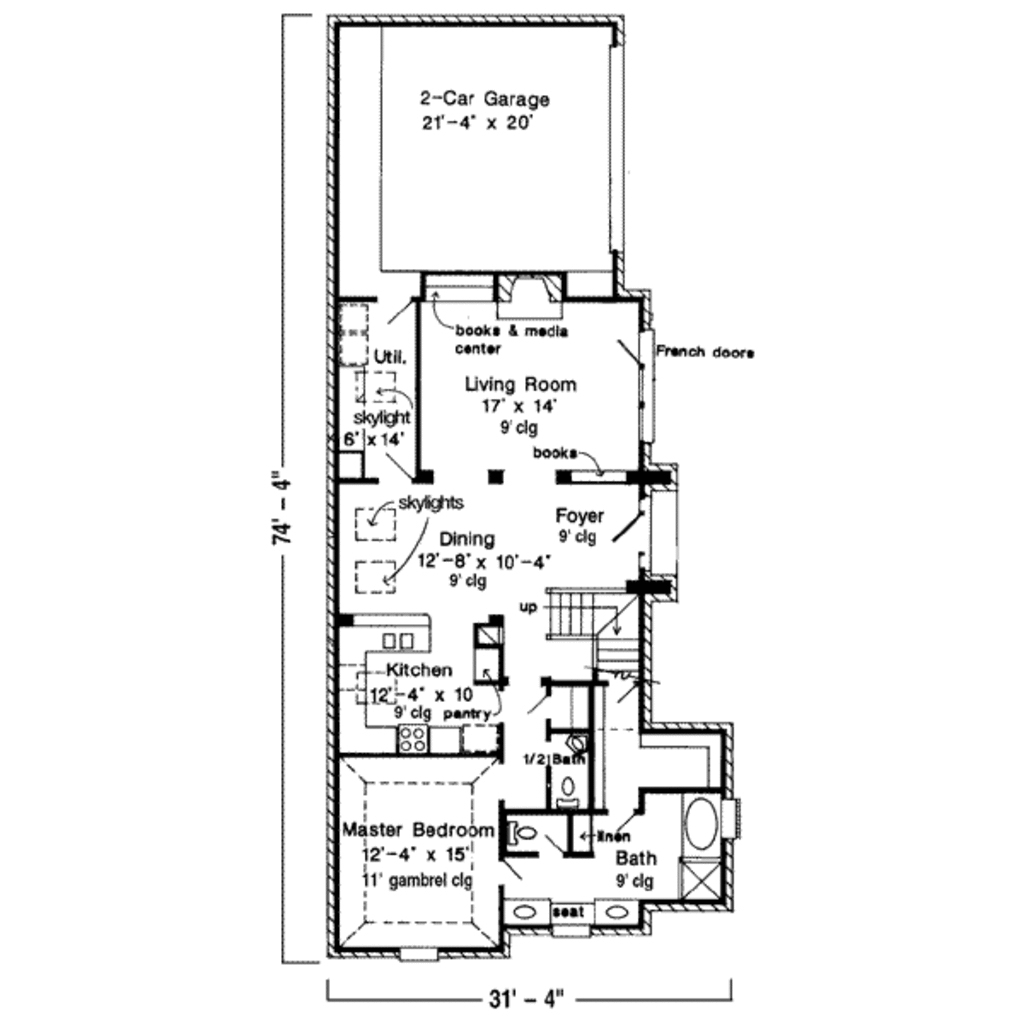 2-Car Garage
21'-4" x 20'
books & media
center
French doors
Util.
Living Room
17' x 14'
9' clg
skylight
6' x 14'
books
skylights
Foyer
9' clg
Dining
12'-8" x 10'-4"
9' clg
74' - 4"
up
Kitchen
12'-4" x 10
9' clg
pantry
1/2 Bath
Master Bedroom
12'-4" x 15'
11' gambrel clg
linen
Bath
9' clg
seat
31' - 4"